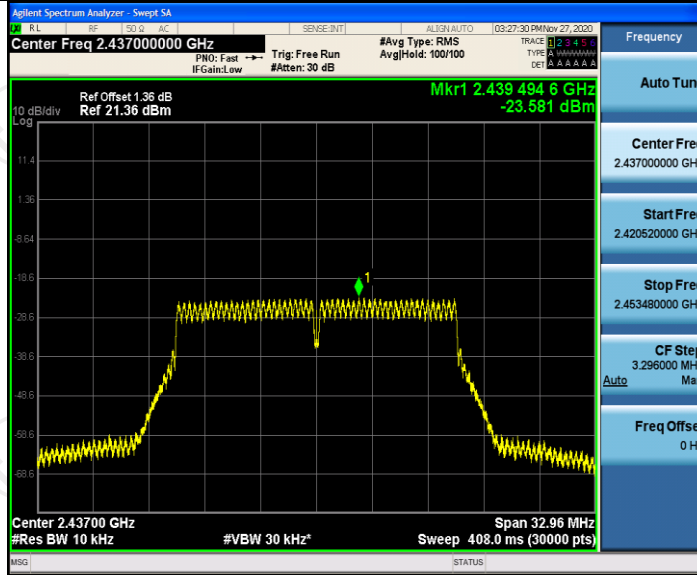 Agilent Spectrum Analyzer - Swept SA
RL RF 50 Ω AC SENSE:INT ALIGN AUTO 03:27:30 PM Nov 27, 2020
Center Freq 2.437000000 GHz
#Avg Type: RMS
TRACE 1 2 3 4 5 6
PNO: Fast Trig: Free Run Avg|Hold: 100/100
TYPE A WWWWW
IFGain:Low #Atten: 30 dB
DET A A A A A A
Ref Offset 1.36 dB
Mkr1 2.439 494 6 GHz
10 dB/div Ref 21.36 dBm
-23.581 dBm
Log
11.4
1.36
-8.64
-18.6
-28.6
-38.6
-48.6
-58.6
-68.6
1
Center 2.43700 GHz
Span 32.96 MHz
#Res BW 10 kHz #VBW 30 kHz* Sweep 408.0 ms (30000 pts)
MSG STATUS
Frequency
Auto Tun
Center Fre
2.437000000 GH
Start Fre
2.420520000 GH
Stop Fre
2.453480000 GH
CF Step
3.296000 MH
Auto Ma
Freq Offse
0 H